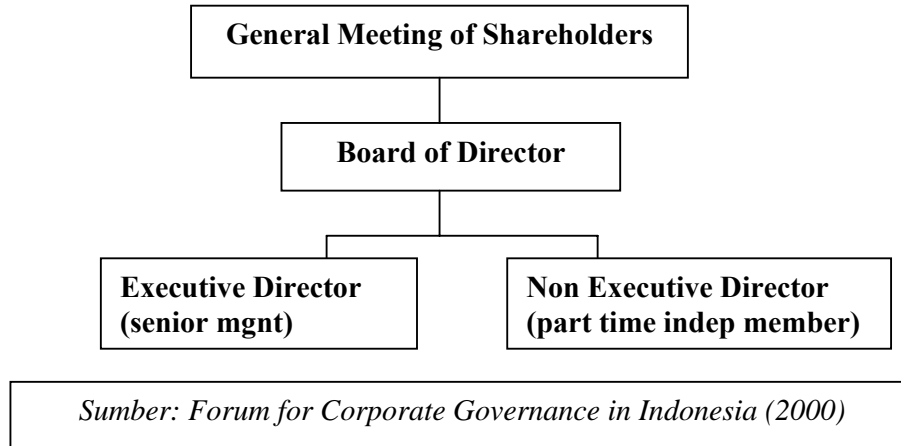 General Meeting of Shareholders
Board of Director
Executive Director
(senior mgnt)
Non Executive Director
(part time indep member)
Sumber: Forum for Corporate Governance in Indonesia (2000)